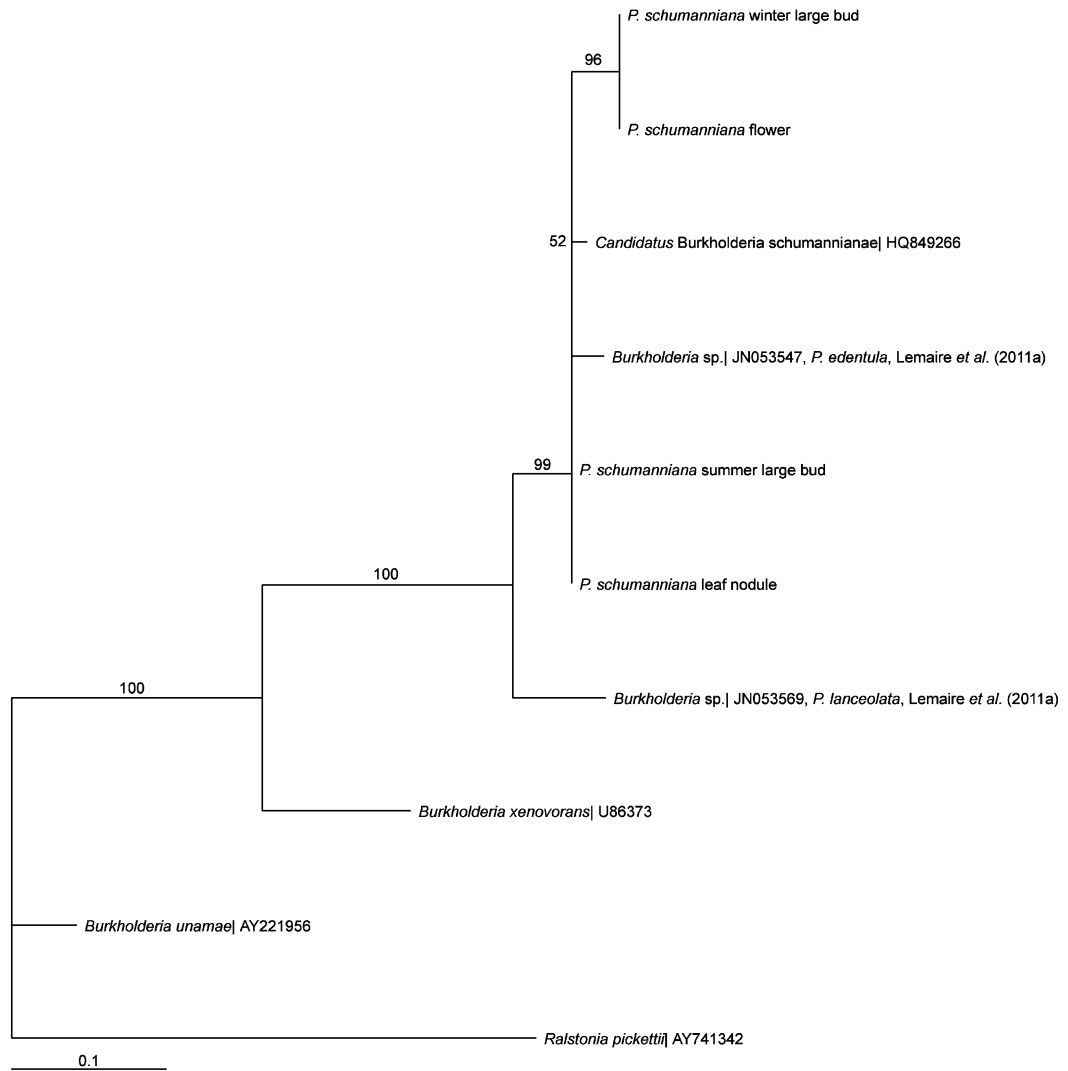 P. schumanniana winter large bud
96
P. schumanniana flower
52
Candidatus Burkholderia schumannianae| HQ849266
Burkholderia sp.| JN053547, P. edentula, Lemaire et al. (2011a)
99
P. schumanniana summer large bud
100
P. schumanniana leaf nodule
100
Burkholderia sp.| JN053569, P. lanceolata, Lemaire et al. (2011a)
Burkholderia xenovorans| U86373
Burkholderia unamae| AY221956
Ralstonia pickettii| AY741342
0.1